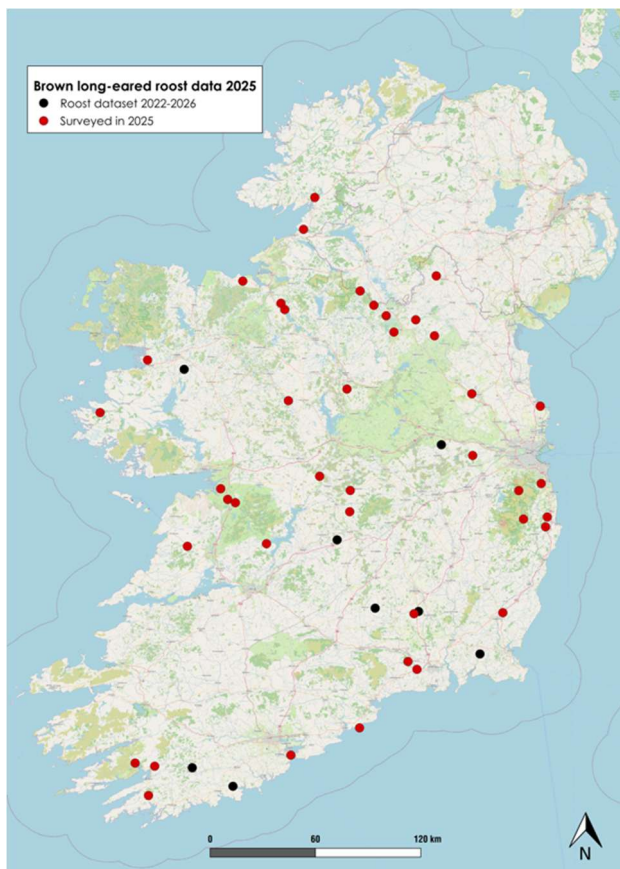 Brown long-eared roost data 2025
Roost dataset 2022-2026
Surveyed in 2025
0 60 120 km
N